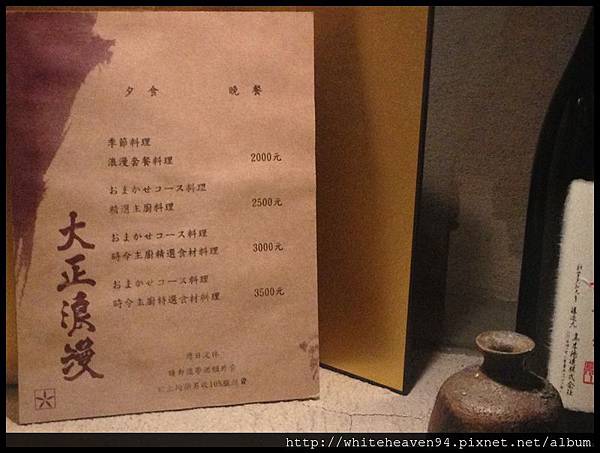 夕食 晚餐
季節料理
浪漫套餐料理 2000元
おまかせコース料理
精選主廚料理 2500元
おまかせコース料理
時令主廚精選食材料理 3000元
おまかせコース料理
時令主廚特選食材料理 3500元
大正浪漫
週日定休
http://whiteheaven94.pixnet.net/album